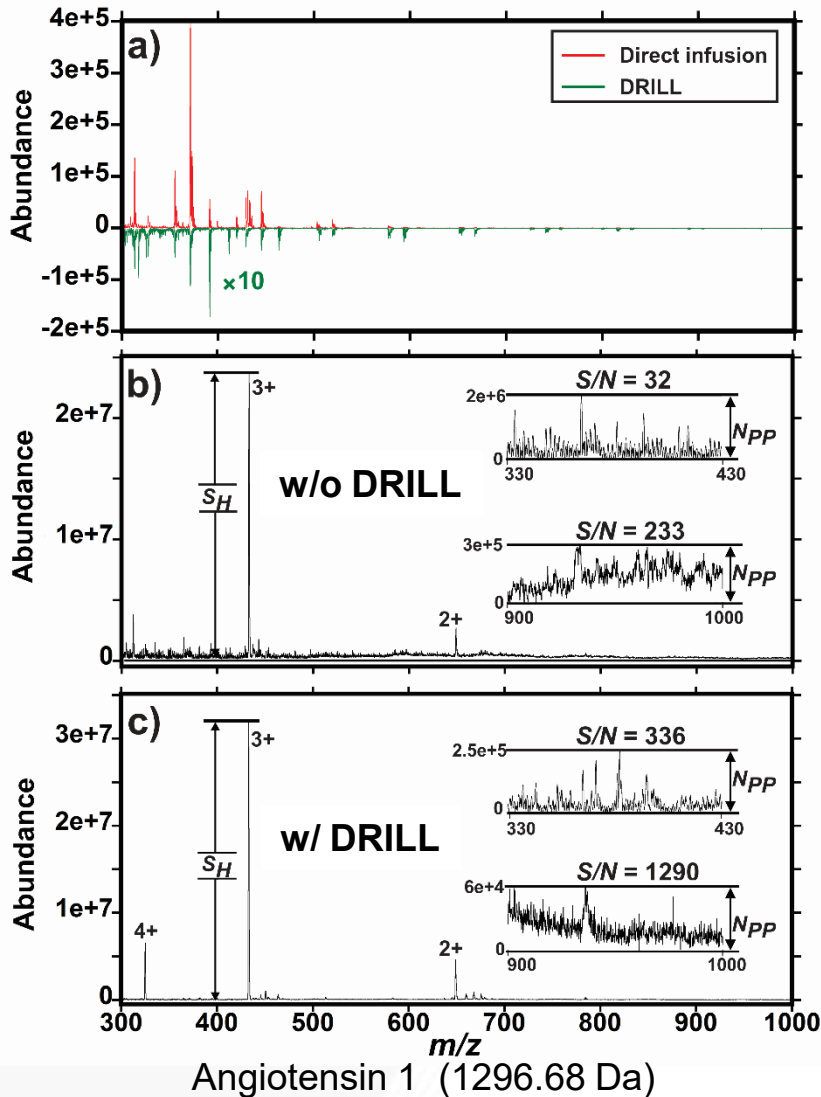 a)
4e+5
3e+5
2e+5
1e+5
0
-1e+5
-2e+5
Abundance
Direct infusion
DRILL
×10
b)
2e+7
1e+7
0
Abundance
3+
S_H
w/o DRILL
2+
S/N = 32
2e+6
0
N_PP
330 430
S/N = 233
3e+5
0
N_PP
900 1000
c)
3e+7
2e+7
1e+7
0
Abundance
4+
3+
S_H
w/ DRILL
2+
S/N = 336
2.5e+5
0
N_PP
330 430
S/N = 1290
6e+4
0
N_PP
900 1000
300 400 500 600 700 800 900 1000
m/z
Angiotensin 1 (1296.68 Da)